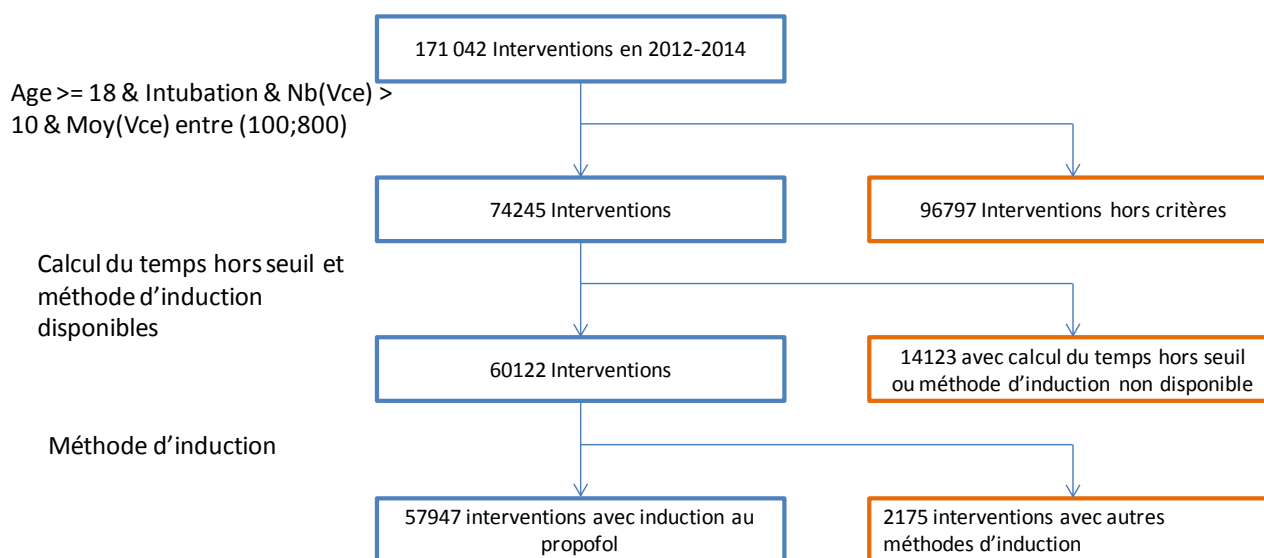 171 042 Interventions en 2012-2014
Age >= 18 & Intubation & Nb(Vce) >
10 & Moy(Vce) entre (100;800)
74245 Interventions
96797 Interventions hors critères
Calcul du temps hors seuil et
méthode d’induction
disponibles
60122 Interventions
14123 avec calcul du temps hors seuil
ou méthode d’induction non disponible
Méthode d’induction
57947 interventions avec induction au
propofol
2175 interventions avec autres
méthodes d’induction